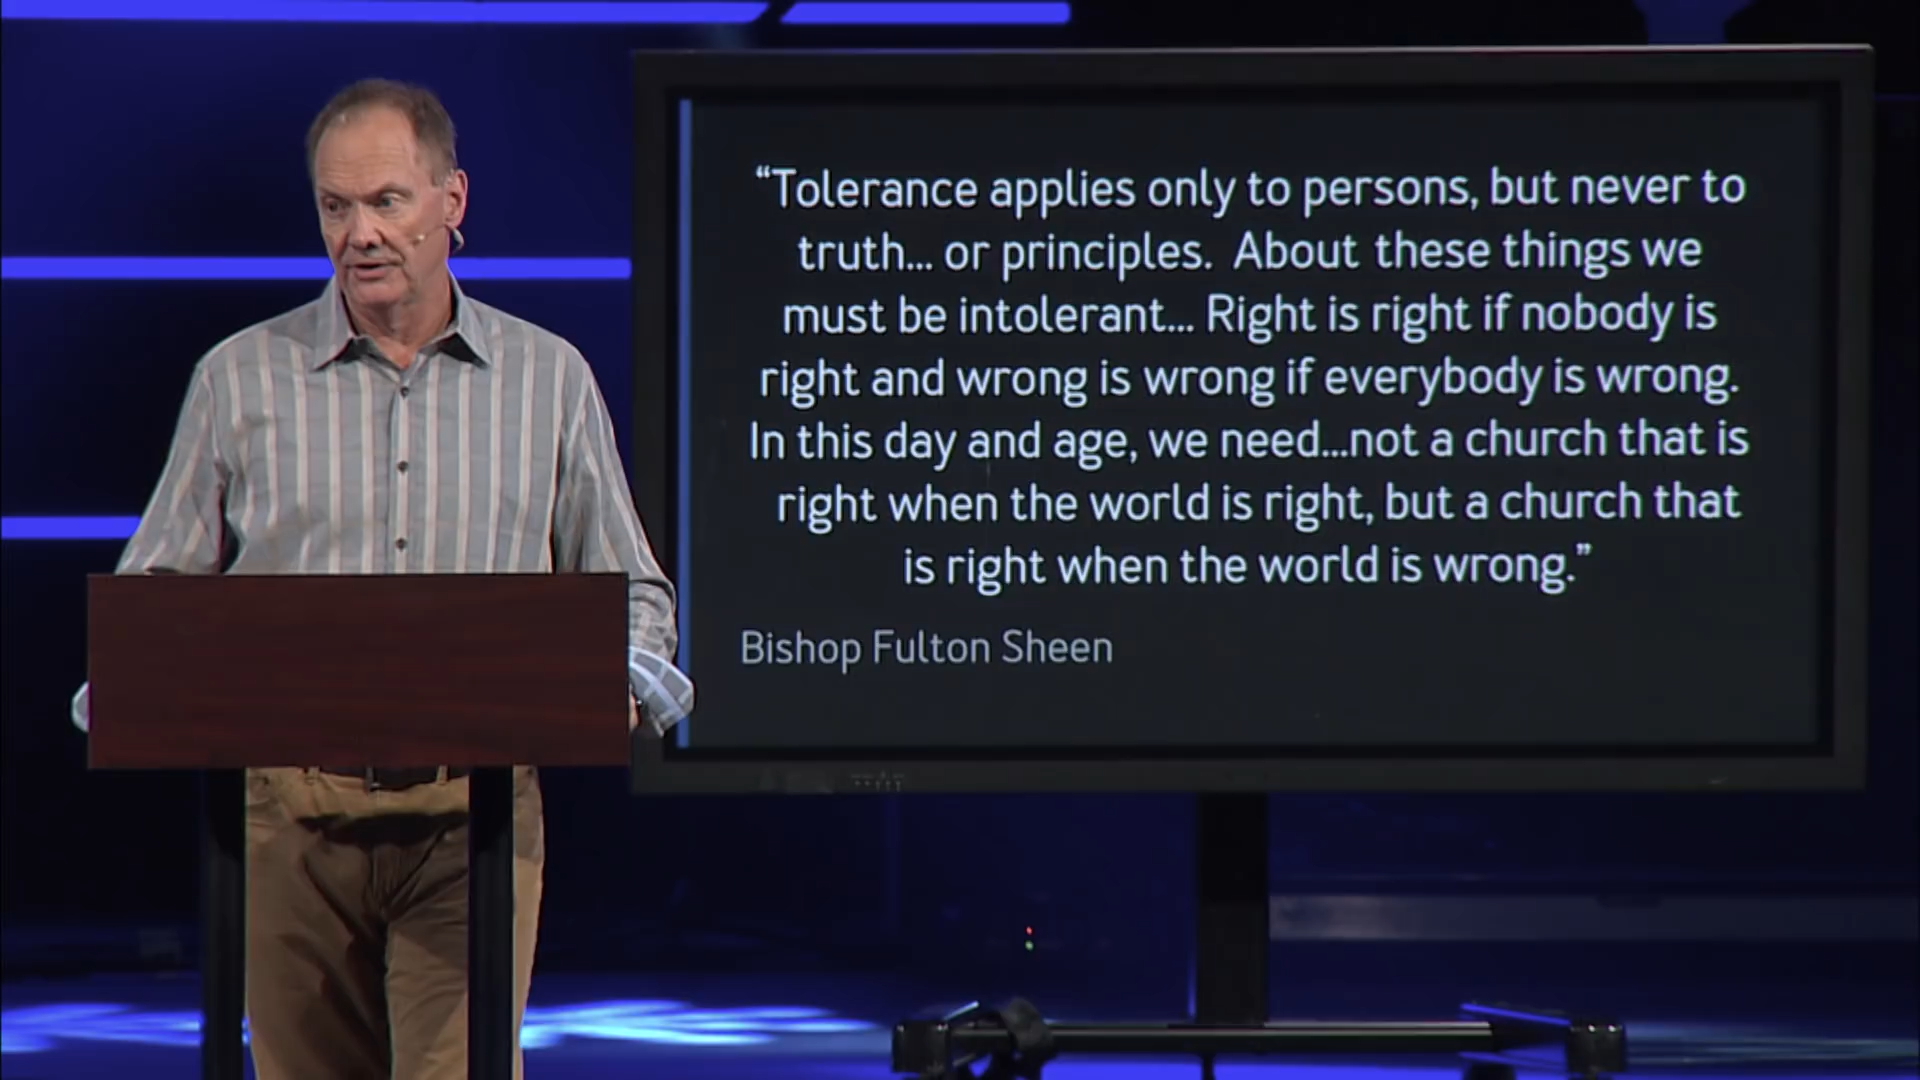 “Tolerance applies only to persons, but never to
truth... or principles. About these things we
must be intolerant... Right is right if nobody is
right and wrong is wrong if everybody is wrong.
In this day and age, we need...not a church that is
right when the world is right, but a church that
is right when the world is wrong.”
Bishop Fulton Sheen